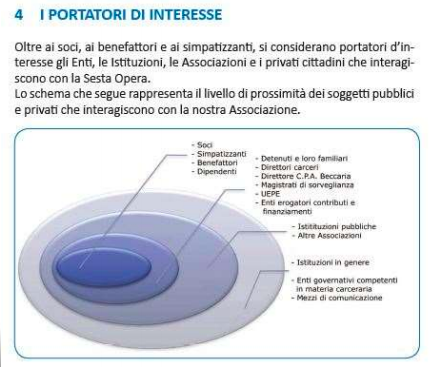 4 I PORTATORI DI INTERESSE
Oltre ai soci, ai benefattori e ai simpatizzanti, si considerano portatori d'in-
teresse gli Enti, le Istituzioni, le Associazioni e i privati cittadini che interagi-
scono con la Sesta Opera.
Lo schema che segue rappresenta il livello di prossimità dei soggetti pubblici
e privati che interagiscono con la nostra Associazione.
- Soci
- Simpatizzanti
- Benefattori
- Dipendenti
- Detenuti e loro familiari
- Direttori carceri
- Direttore C.P.A. Beccaria
- Magistrati di sorveglianza
- UEPE
- Enti erogatori contributi e
finanziamenti
- Istitituzioni pubbliche
- Altre Associazioni
- Istituzioni in genere
- Enti governativi competenti
in materia carceraria
- Mezzi di comunicazione